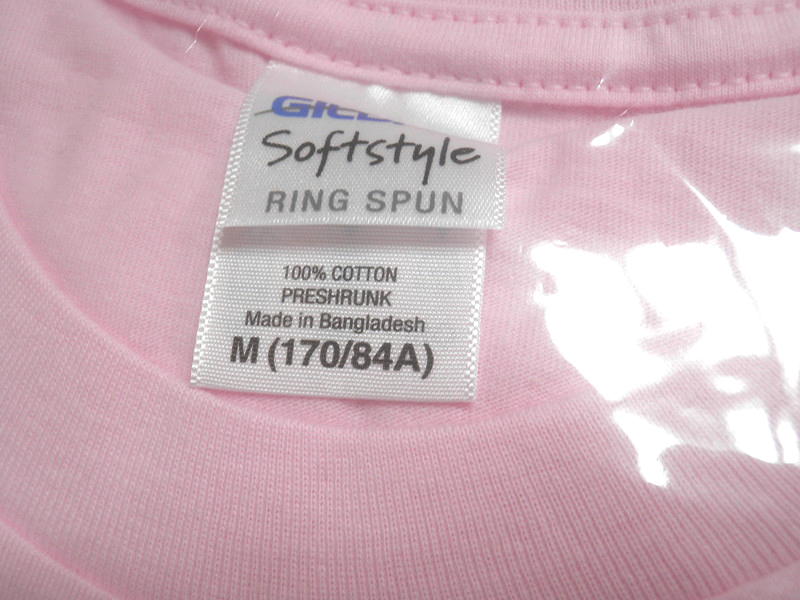 Softstyle
RING SPUN
100% COTTON
PRESHRUNK
Made in Bangladesh
M (170/84A)